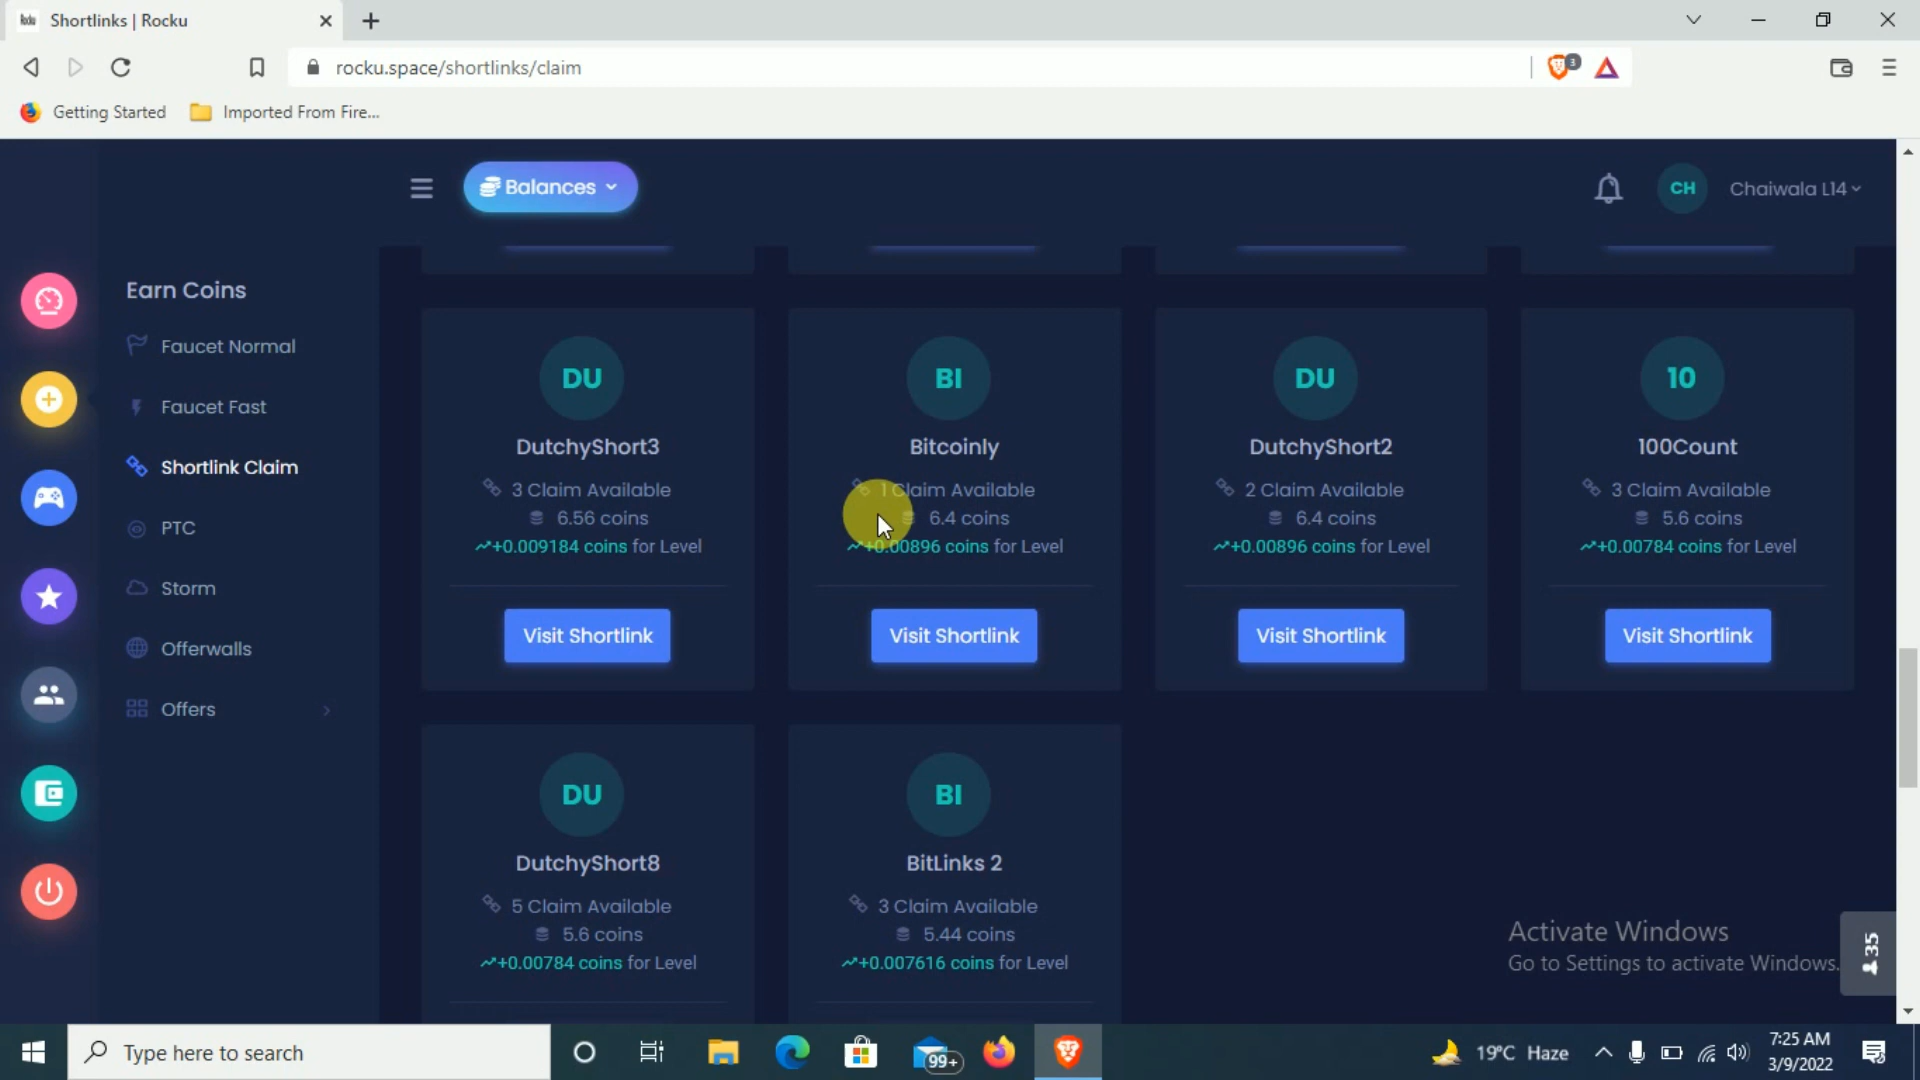 Shortlinks | Rocku
rocku.space/shortlinks/claim
3
Getting Started
Imported From Fire...
Balances
CH
Chaiwala L14
Earn Coins
Faucet Normal
Faucet Fast
Shortlink Claim
PTC
Storm
Offerwalls
Offers
DU
DutchyShort3
3 Claim Available
6.56 coins
+0.009184 coins for Level
Visit Shortlink
BI
Bitcoinly
1 Claim Available
6.4 coins
+0.00896 coins for Level
Visit Shortlink
DU
DutchyShort2
2 Claim Available
6.4 coins
+0.00896 coins for Level
Visit Shortlink
10
100Count
3 Claim Available
5.6 coins
+0.00784 coins for Level
Visit Shortlink
DU
DutchyShort8
5 Claim Available
5.6 coins
+0.00784 coins for Level
BI
BitLinks 2
3 Claim Available
5.44 coins
+0.007616 coins for Level
Activate Windows
Go to Settings to activate Windows.
35
Type here to search
99+
19°C Haze
7:25 AM
3/9/2022